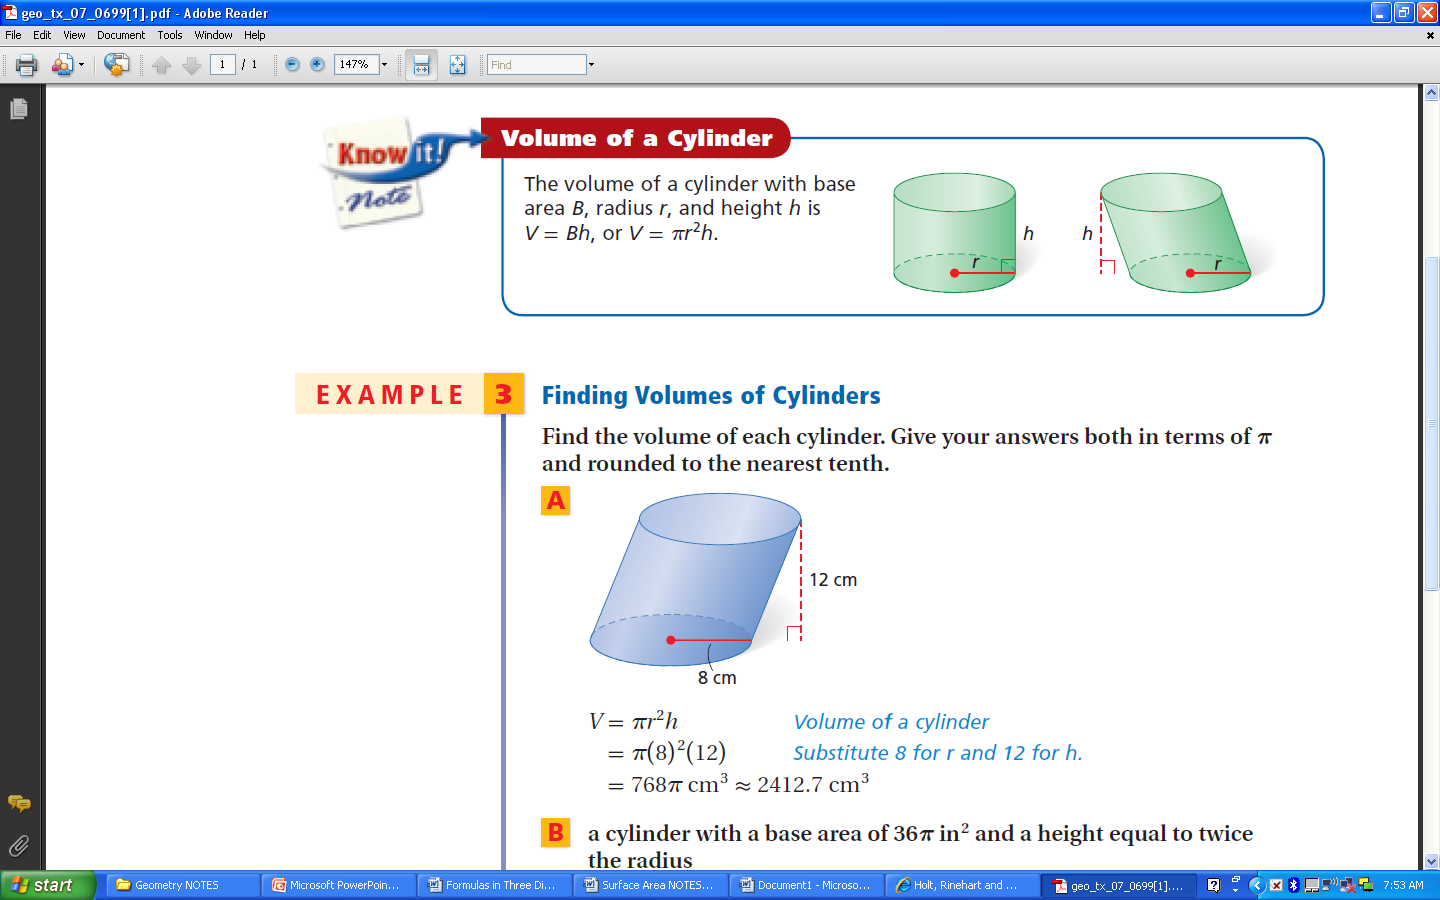 geo_tx_07_0699[1].pdf - Adobe Reader
File Edit View Document Tools Window Help
1 / 1 147% Find
Know it!
Note
Volume of a Cylinder
The volume of a cylinder with base
area B, radius r, and height h is
V = Bh, or V = πr²h.
h
r
h
r
EXAMPLE 3 Finding Volumes of Cylinders
Find the volume of each cylinder. Give your answers both in terms of π
and rounded to the nearest tenth.
A
12 cm
8 cm
V = πr²h Volume of a cylinder
= π(8)²(12) Substitute 8 for r and 12 for h.
= 768π cm³ ≈ 2412.7 cm³
B a cylinder with a base area of 36π in² and a height equal to twice
the radius
start Geometry NOTES Microsoft PowerPoin... Formulas in Three Di... Surface Area NOTES... Document1 - Microso... Holt, Rinehart and ... geo_tx_07_0699[1].... 7:53 AM